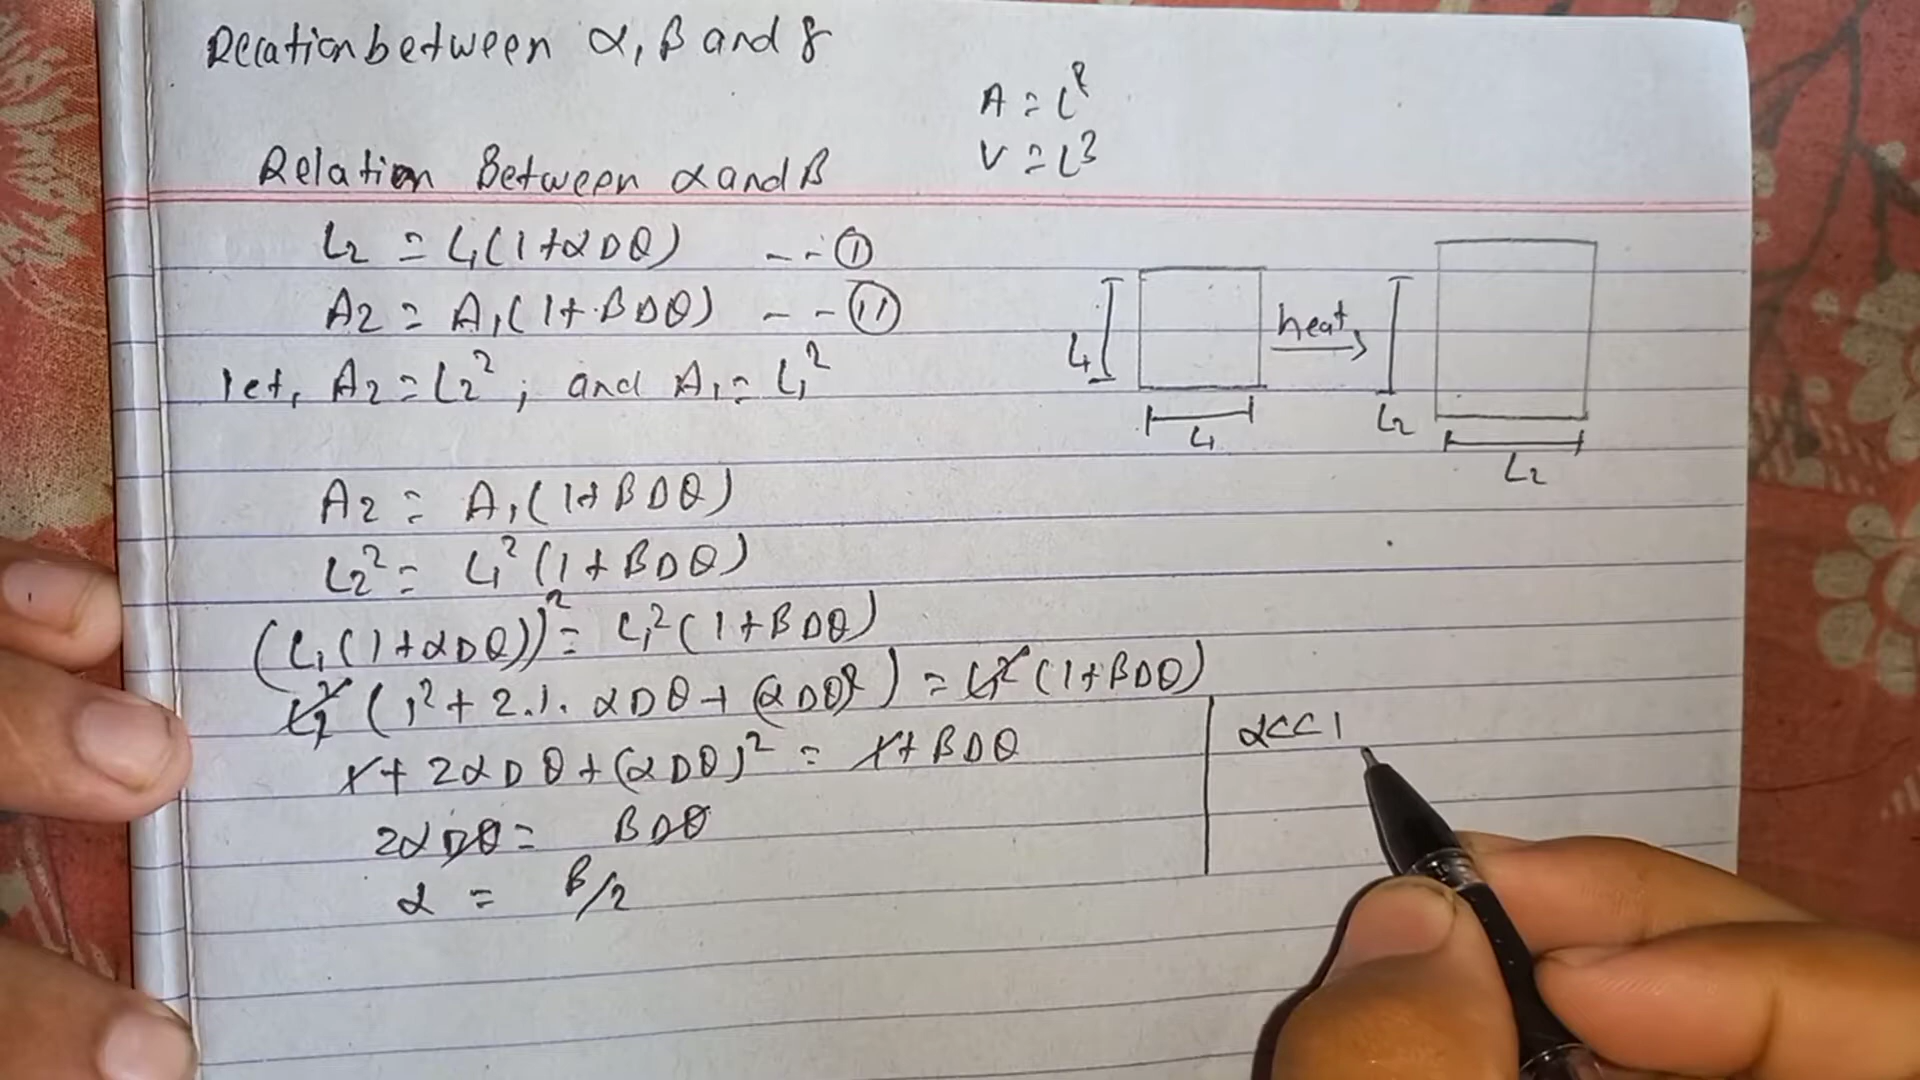 Relation between α, β and γ
A = L²
V = L³
Relation Between α and β
L₂ = L₁(1+αΔθ) --- ①
A₂ = A₁(1+βΔθ) --- ⑪
let, A₂ = L₂² ; and A₁ = L₁²
L₁
heat
L₂
L₁
L₂
A₂ = A₁(1+βΔθ)
L₂² = L₁²(1+βΔθ)
(L₁(1+αΔθ))² = L₁²(1+βΔθ)
L₁²(1²+2.1.αΔθ+(αΔθ)²) = L₁²(1+βΔθ)
1+2αΔθ+(αΔθ)² = 1+βΔθ
α<<1
2αΔθ = βΔθ
α = β/2